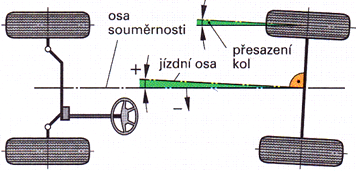 osa
souměrnosti
přesazení
kol
jízdní osa
+
−